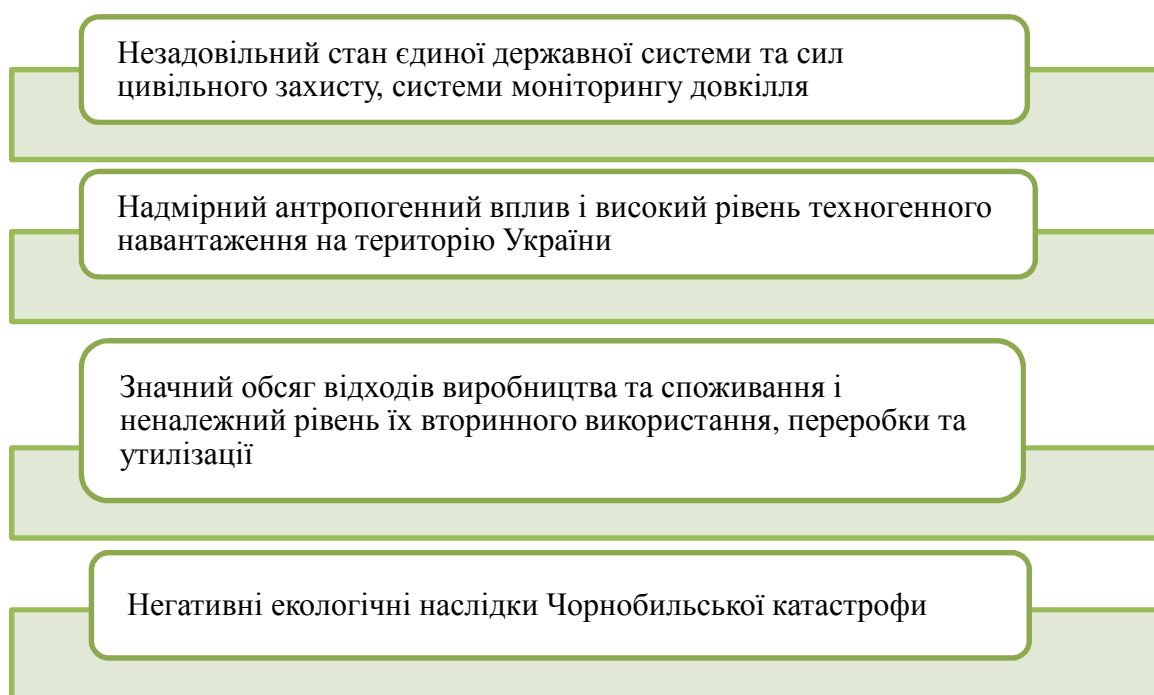 Незадовільний стан єдиної державної системи та сил
цивільного захисту, системи моніторингу довкілля
Надмірний антропогенний вплив і високий рівень техногенного
навантаження на територію України
Значний обсяг відходів виробництва та споживання і
неналежний рівень їх вторинного використання, переробки та
утилізації
Негативні екологічні наслідки Чорнобильської катастрофи